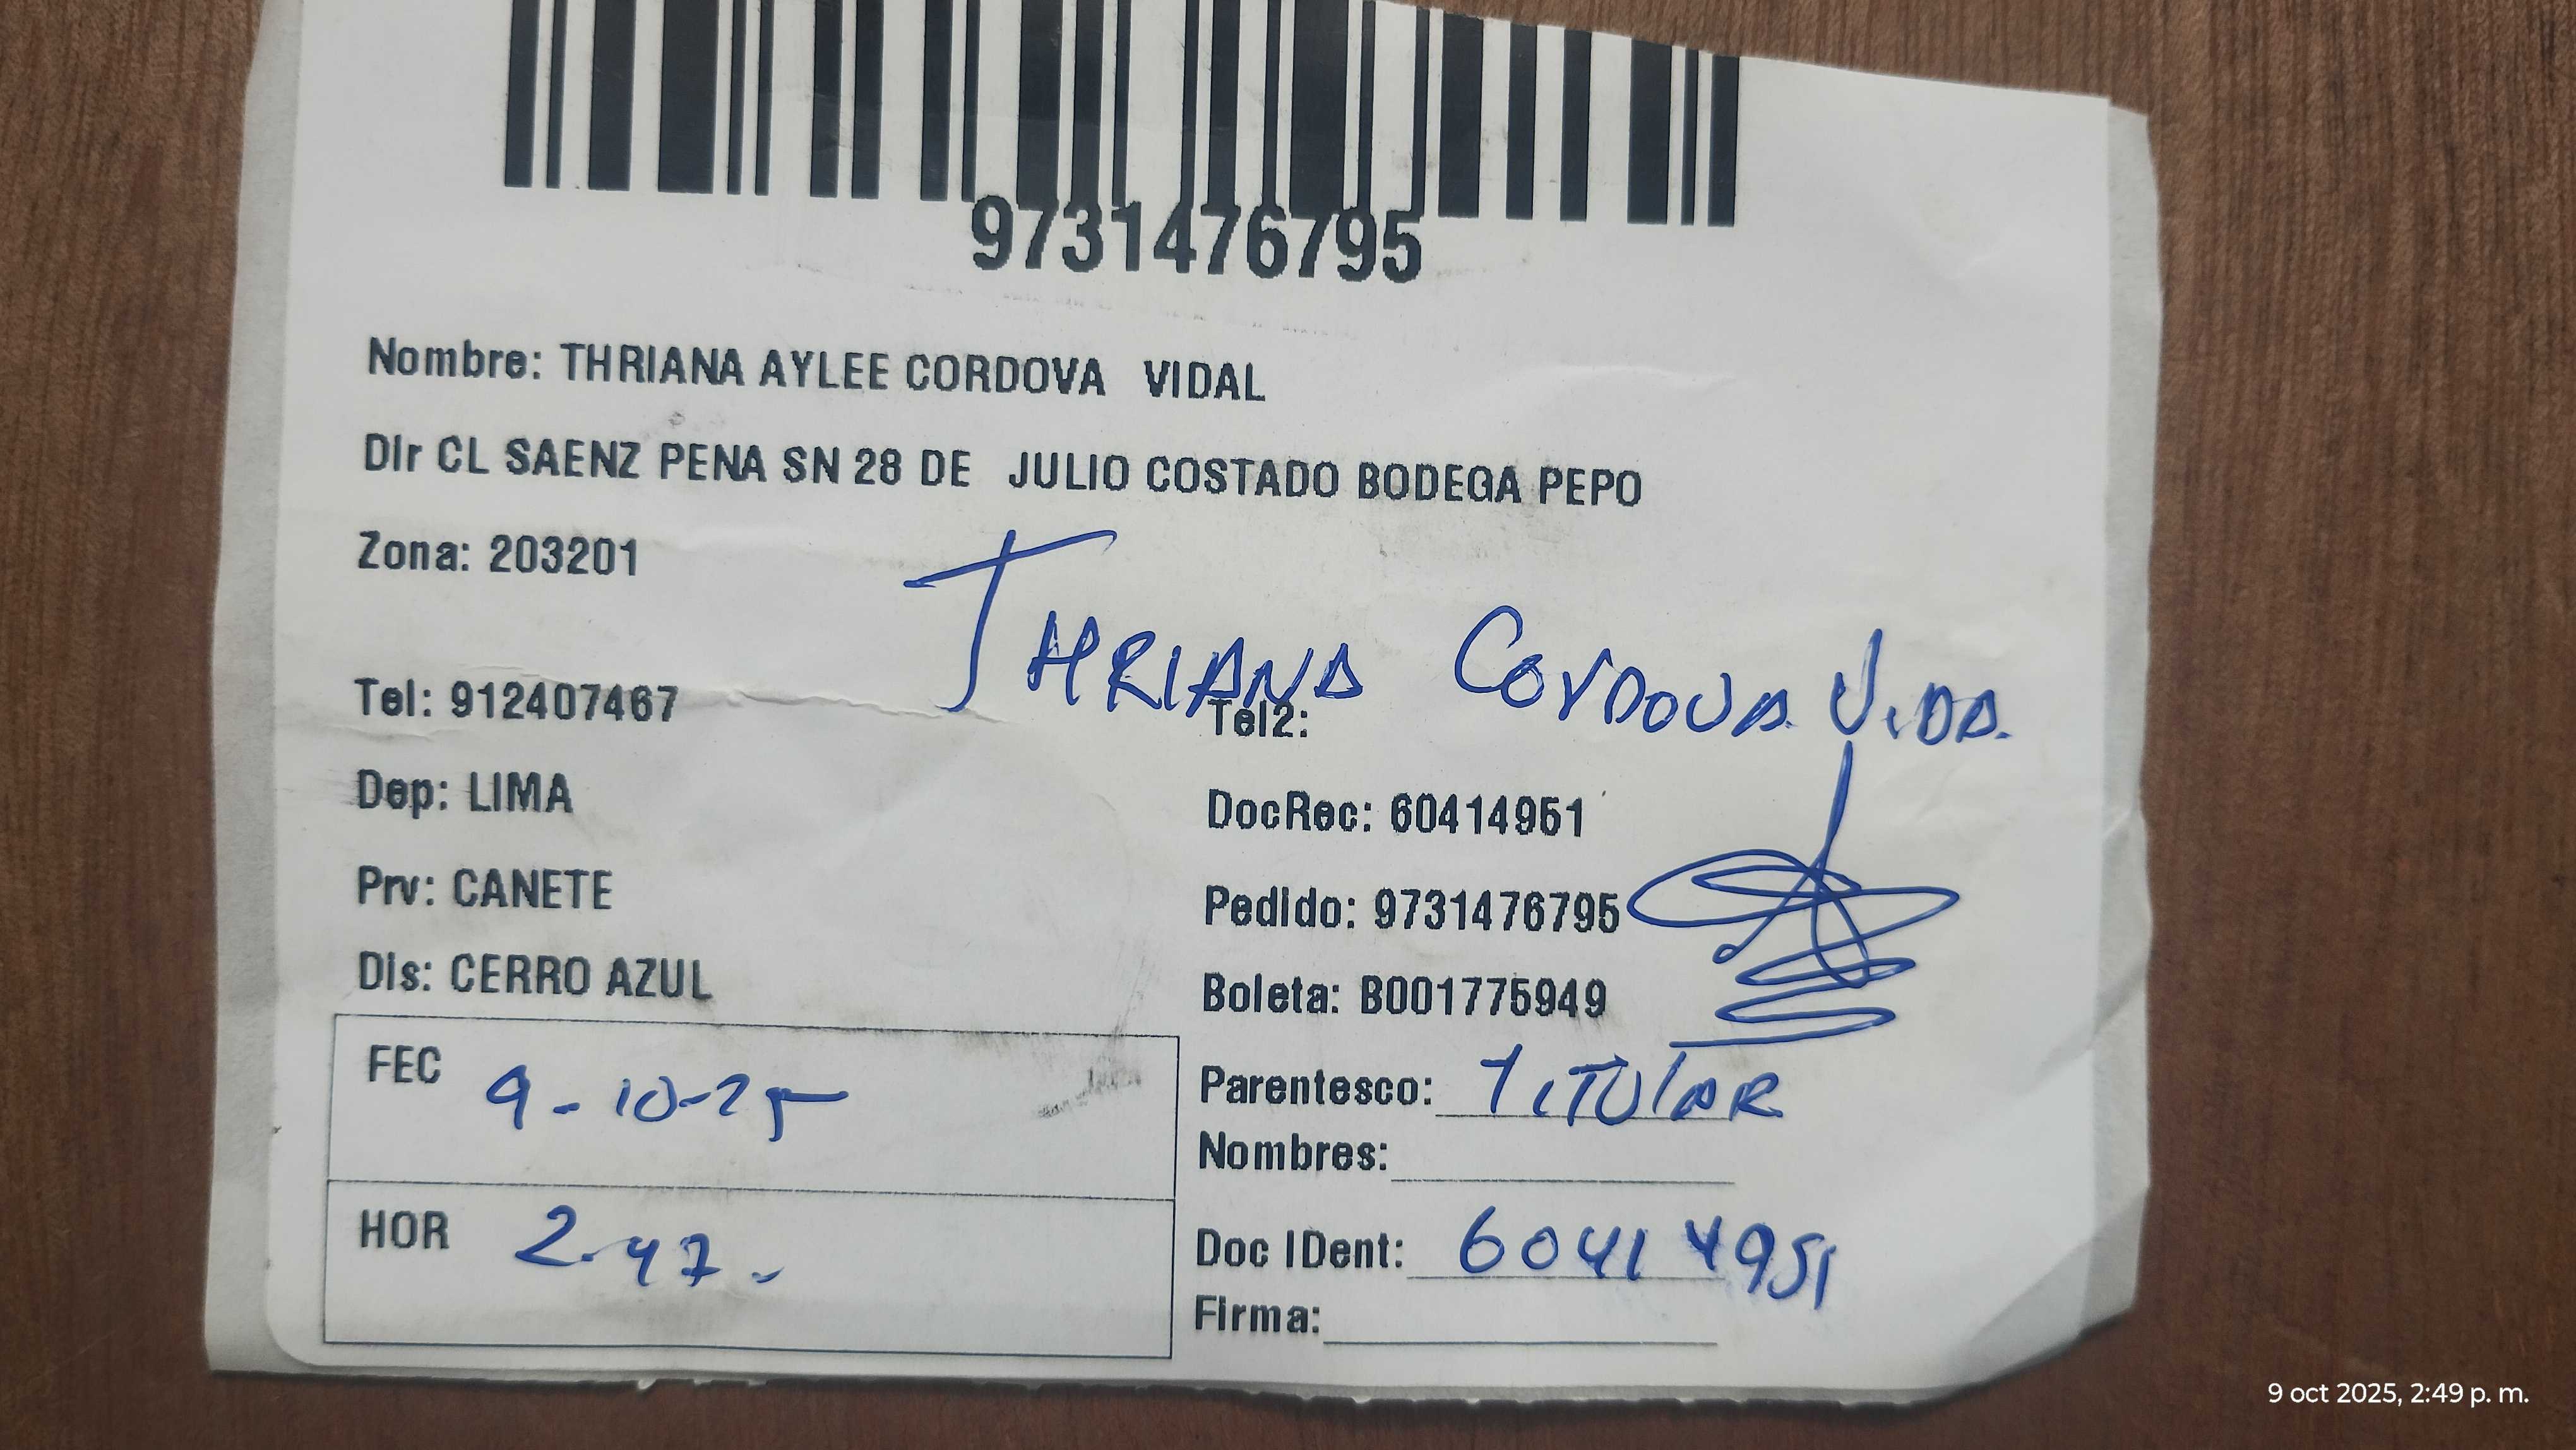 9731476795
Nombre: THRIANA AYLEE CORDOVA VIDAL
Dir CL SAENZ PENA SN 28 DE JULIO COSTADO BODEGA PEPO
Zona: 203201
THRIANA CORDOVA VIDA.
Tel: 912407467 Tel2:
Dep: LIMA DocRec: 60414951
Prv: CANETE Pedido: 9731476795
Dis: CERRO AZUL Boleta: B001775949
FEC 9-10-25 Parentesco: TITULAR
Nombres:
HOR 2.47.- Doc IDent: 60414951
Firma:
9 oct 2025, 2:49 p. m.